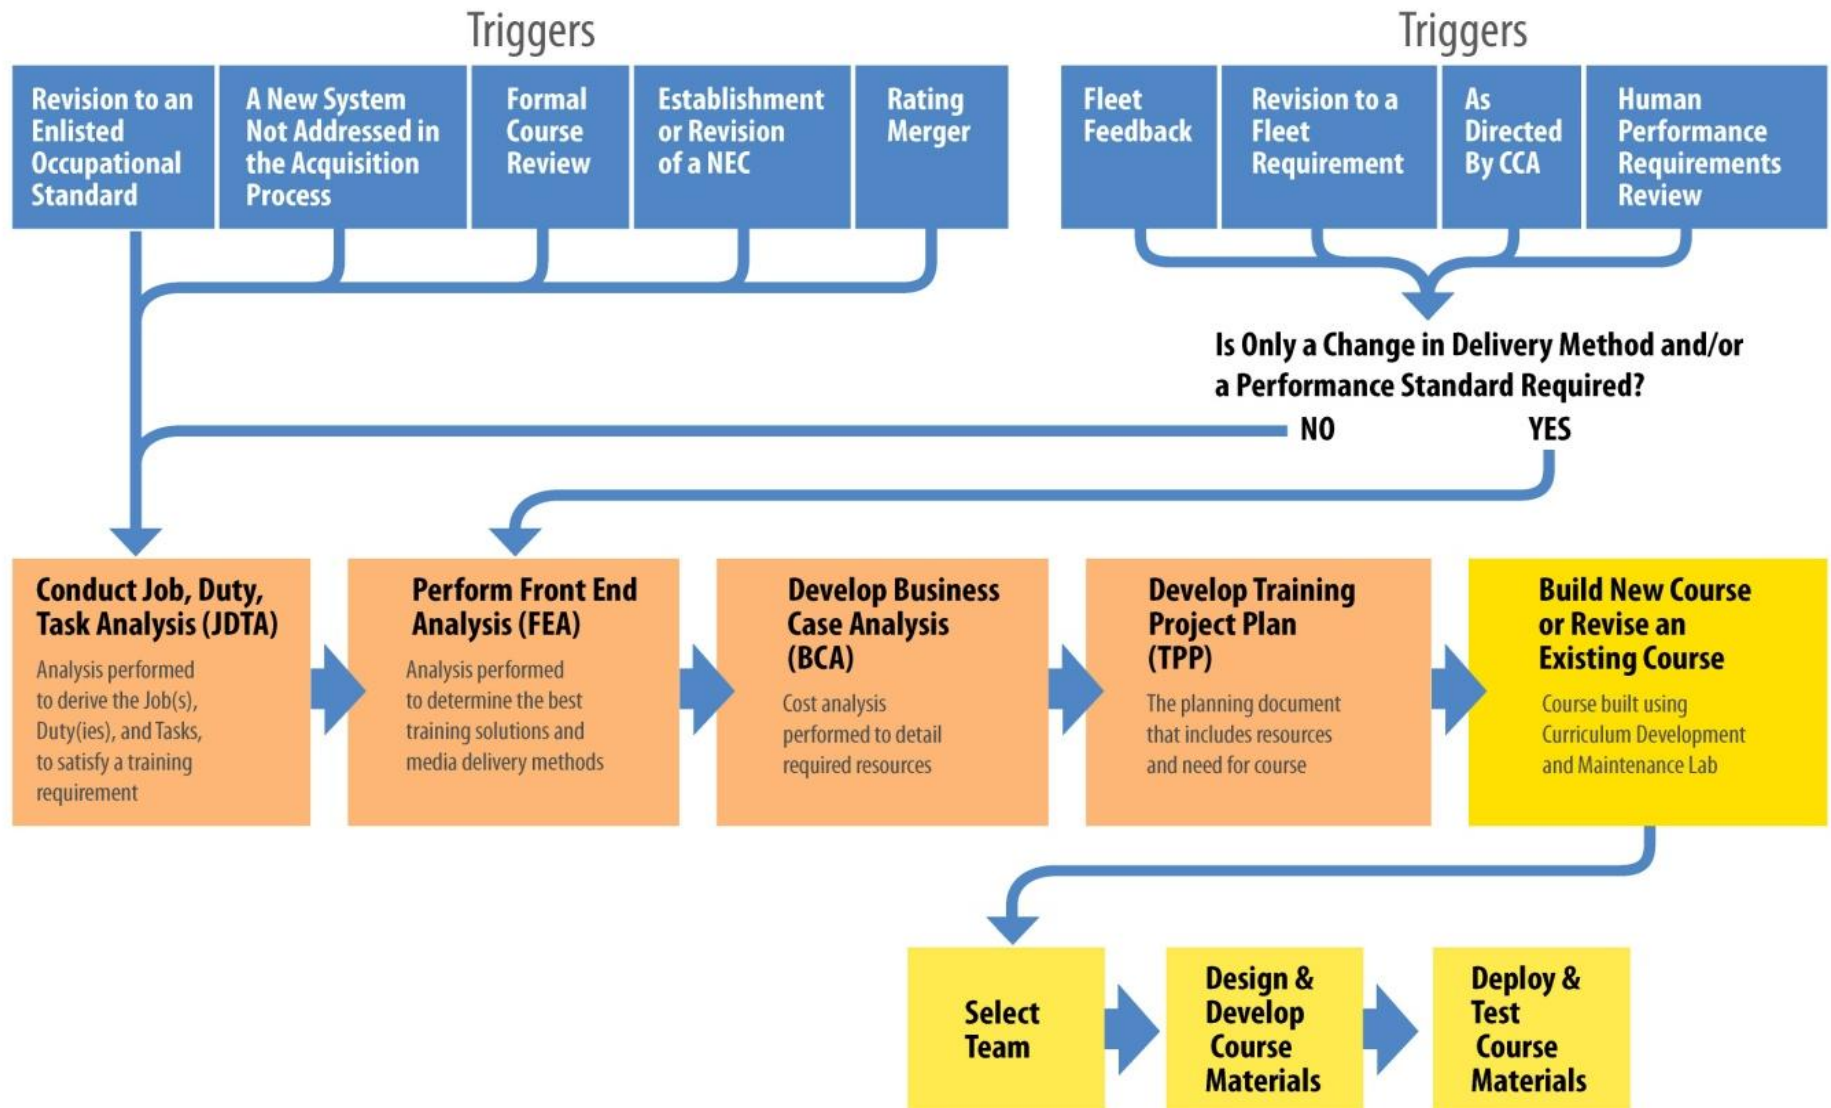 Triggers
Revision to an
Enlisted
Occupational
Standard
A New System
Not Addressed in
the Acquisition
Process
Formal
Course
Review
Establishment
or Revision
of a NEC
Rating
Merger
Triggers
Fleet
Feedback
Revision to a
Fleet
Requirement
As
Directed
By CCA
Human
Performance
Requirements
Review
Is Only a Change in Delivery Method and/or
a Performance Standard Required?
NO
YES
Conduct Job, Duty,
Task Analysis (JDTA)
Analysis performed
to derive the Job(s),
Duty(ies), and Tasks,
to satisfy a training
requirement
Perform Front End
Analysis (FEA)
Analysis performed
to determine the best
training solutions and
media delivery methods
Develop Business
Case Analysis
(BCA)
Cost analysis
performed to detail
required resources
Develop Training
Project Plan
(TPP)
The planning document
that includes resources
and need for course
Build New Course
or Revise an
Existing Course
Course built using
Curriculum Development
and Maintenance Lab
Select
Team
Design &
Develop
Course
Materials
Deploy &
Test
Course
Materials